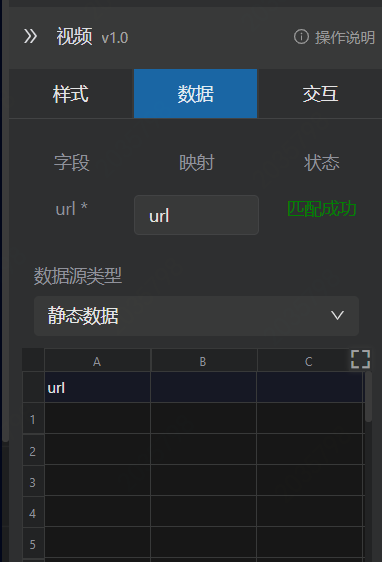 视频 v1.0 操作说明
样式 数据 交互
字段 映射 状态
url * url 匹配成功
数据源类型
静态数据
A B C
url
1
2
3
4
5